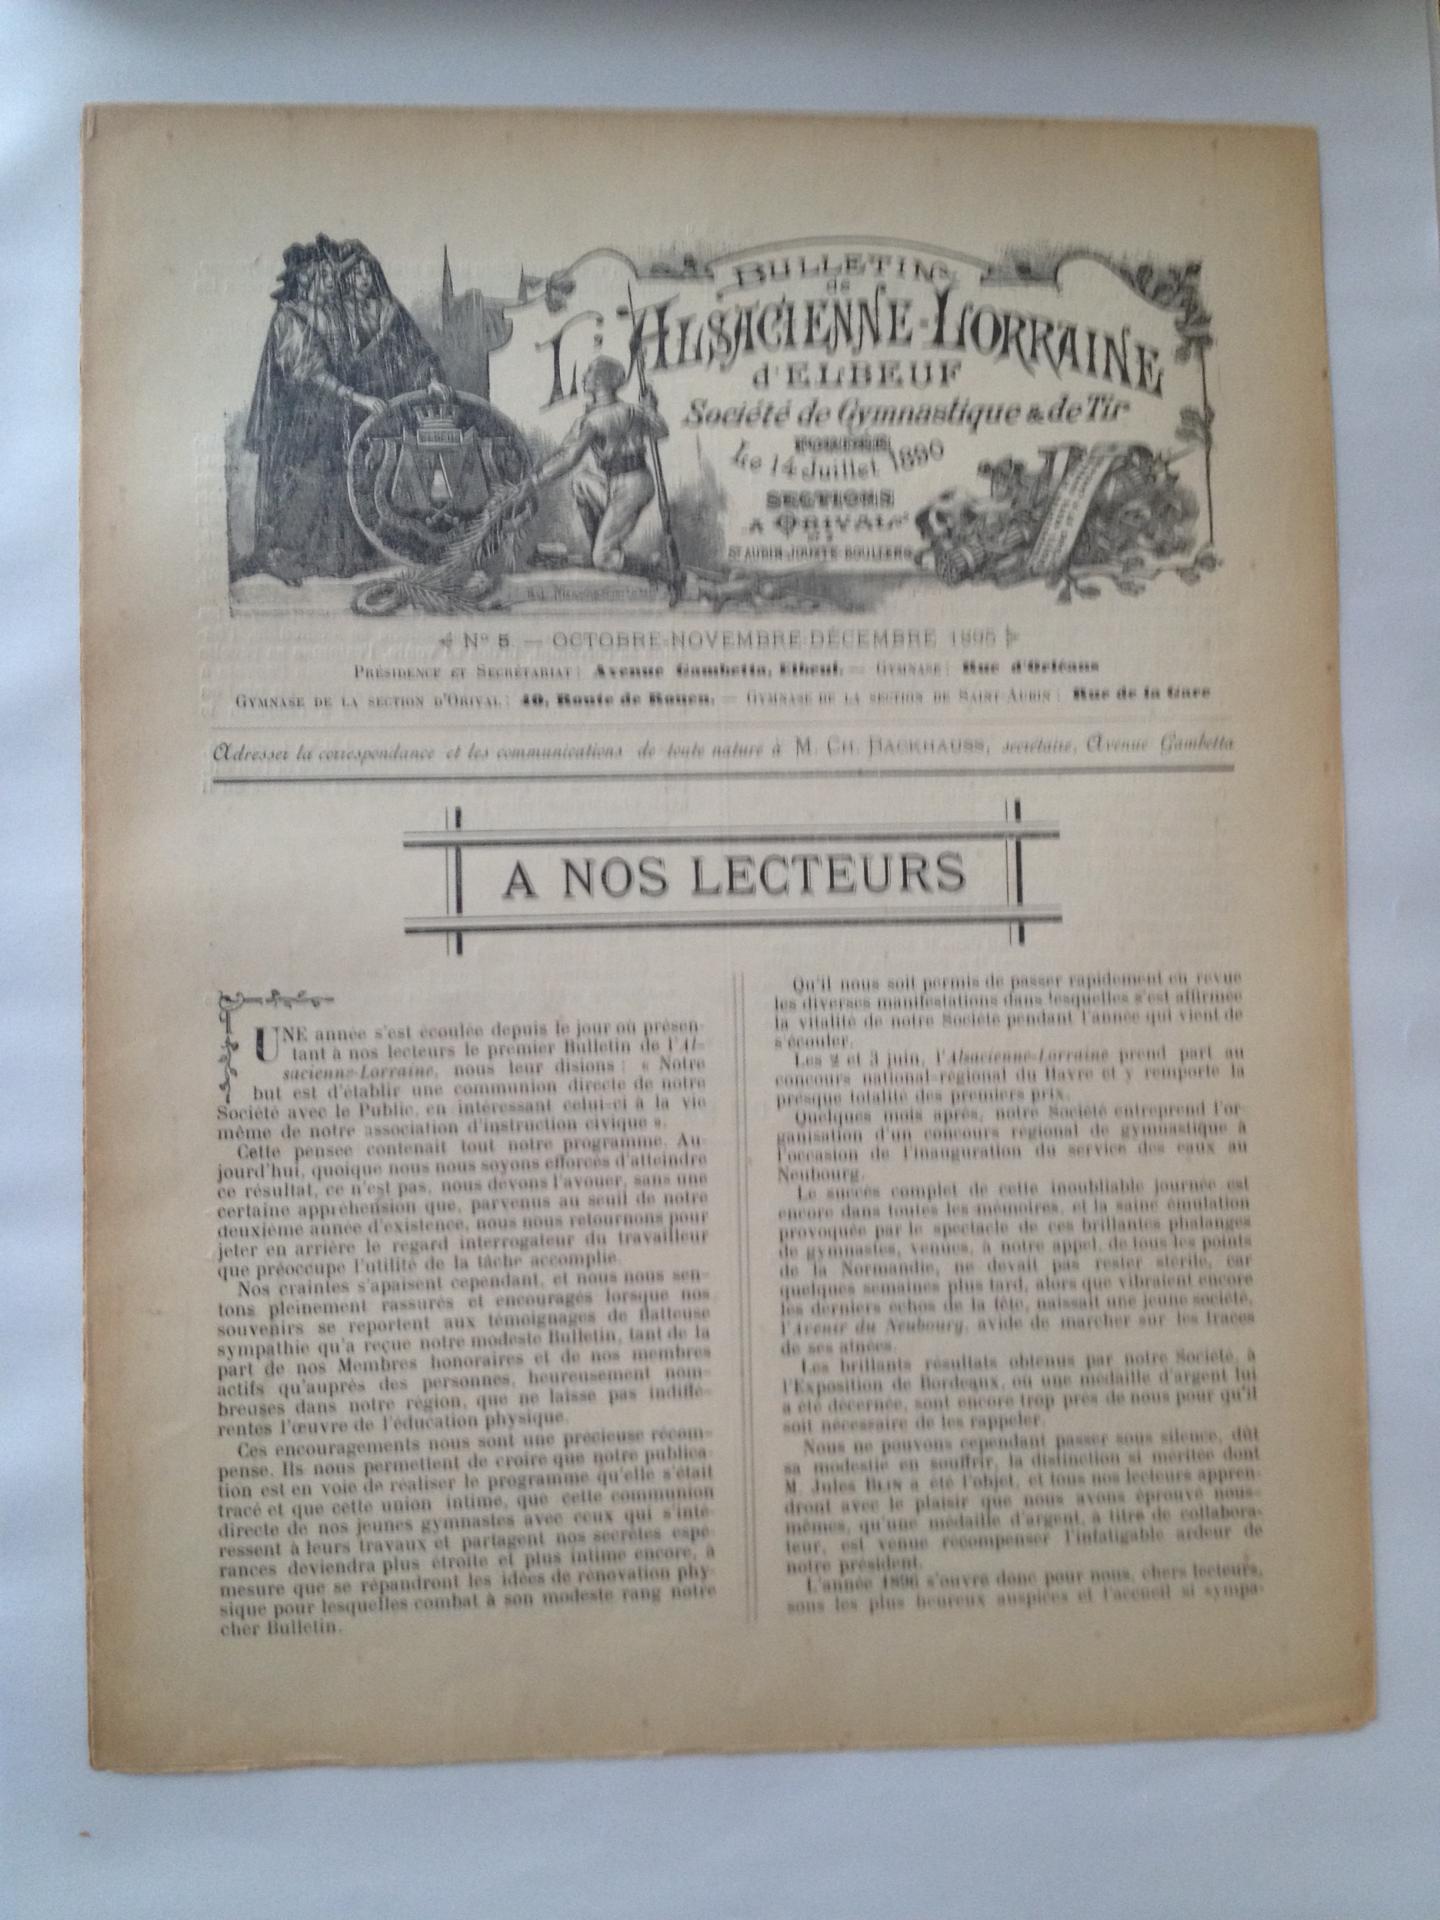 BULLETIN
de
L'ALSACIENNE-LORRAINE
d'ELBEUF
Société de Gymnastique & de Tir
FONDÉE
Le 14 Juillet 1890
SECTIONS
A ORIVAL
ET
St AUBIN-JOUXTE-BOULLENG
ELBEUF
N° 5 — OCTOBRE-NOVEMBRE-DÉCEMBRE 1895
PRÉSIDENCE ET SECRÉTARIAT: Avenue Gambetta, Elbeuf. — GYMNASE: Rue d'Orléans
GYMNASE DE LA SECTION D'ORIVAL: 40, Route de Rouen. — GYMNASE DE LA SECTION DE SAINT-AUBIN: Rue de la Gare
Adresser la correspondance et les communications de toute nature à M. CH. HACKHAUSS, secrétaire, Avenue Gambetta
A NOS LECTEURS
UNE année s'est écoulée depuis le jour où présen-
tant à nos lecteurs le premier Bulletin de l'Al-
sacienne-Lorraine, nous leur disions : « Notre
but est d'établir une communion directe de notre
Société avec le Public, en intéressant celui-ci à la vie
même de notre association d'instruction civique ».
Cette pensée contenait tout notre programme. Au-
jourd'hui, quoique nous nous soyons efforcés d'atteindre
ce résultat, ce n'est pas, nous devons l'avouer, sans une
certaine appréhension que, parvenus au seuil de notre
deuxième année d'existence, nous nous retournons pour
jeter en arrière le regard interrogateur du travailleur
que préoccupe l'utilité de la tâche accomplie.
Nos craintes s'apaisent cependant, et nous nous sen-
tons pleinement rassurés et encouragés lorsque nos
souvenirs se reportent aux témoignages de flatteuse
sympathie qu'a reçue notre modeste Bulletin, tant de la
part de nos Membres honoraires et de nos membres
actifs qu'auprès des personnes, heureusement nom-
breuses dans notre région, que ne laisse pas indiffé-
rentes l'œuvre de l'éducation physique.
Ces encouragements nous sont une précieuse récom-
pense. Ils nous permettent de croire que notre publica-
tion est en voie de réaliser le programme qu'elle s'était
tracé et que cette union intime, que cette communion
directe de nos jeunes gymnastes avec ceux qui s'inté-
ressent à leurs travaux et partagent nos secrètes espé-
rances deviendra plus étroite et plus intime encore, à
mesure que se répandront les idées de rénovation phy-
sique pour lesquelles combat à son modeste rang notre
cher Bulletin.
Qu'il nous soit permis de passer rapidement en revue
les diverses manifestations dans lesquelles s'est affirmée
la vitalité de notre Société pendant l'année qui vient de
s'écouler.
Les 2 et 3 juin, l'Alsacienne-Lorraine prend part au
concours national-régional du Havre et y remporte la
presque totalité des premiers prix.
Quelques mois après, notre Société entreprend l'or-
ganisation d'un concours régional de gymnastique à
l'occasion de l'inauguration du service des eaux au
Neubourg.
Le succès complet de cette inoubliable journée est
encore dans toutes les mémoires, et la saine émulation
provoquée par le spectacle de ces brillantes phalanges
de gymnastes, venues, à notre appel, de tous les points
de la Normandie, ne devait pas rester stérile, car
quelques semaines plus tard, alors que vibraient encore
les derniers échos de la fête, naissait une jeune société,
l'Avenir du Neubourg, avide de marcher sur les traces
de ses aînées.
Les brillants résultats obtenus par notre Société, à
l'Exposition de Bordeaux, où une médaille d'argent lui
a été décernée, sont encore trop près de nous pour qu'il
soit nécessaire de les rappeler.
Nous ne pouvons cependant passer sous silence, dût
sa modestie en souffrir, la distinction si méritée dont
M. Jules BLIN a été l'objet, et tous nos lecteurs appren-
dront avec le plaisir que nous avons éprouvé nous-
mêmes, qu'une médaille d'argent, à titre de collabora-
teur, est venue récompenser l'infatigable ardeur de
notre président.
L'année 1896 s'ouvre donc pour nous, chers lecteurs,
sous les plus heureux auspices et l'accueil si sympa-